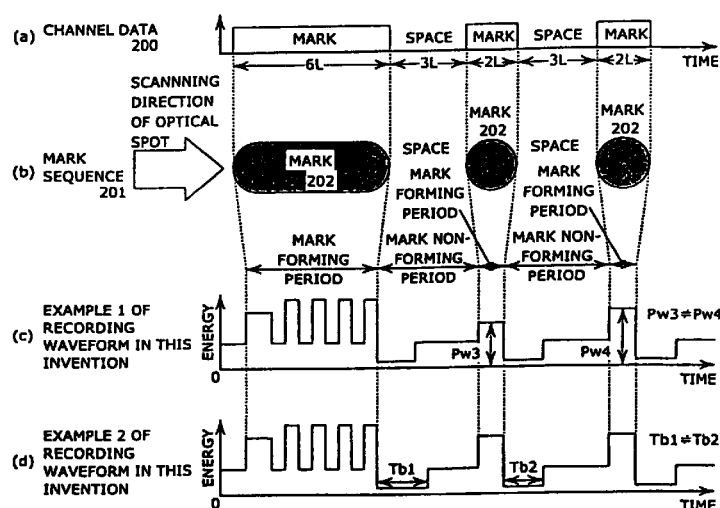 (a) CHANNEL DATA
200
MARK
SPACE
MARK
SPACE
MARK
TIME
6L
3L
2L
3L
2L
SCANNNING
DIRECTION
OF OPTICAL
SPOT
(b) MARK
SEQUENCE
201
MARK
202
SPACE
MARK
202
SPACE
MARK
202
MARK
FORMING
PERIOD
MARK
FORMING
PERIOD
MARK
FORMING
PERIOD
MARK NON-
FORMING
PERIOD
MARK NON-
FORMING
PERIOD
(c) EXAMPLE 1 OF
RECORDING
WAVEFORM IN THIS
INVENTION
ENERGY
0
Pw3
Pw4
Pw3≠Pw4
TIME
(d) EXAMPLE 2 OF
RECORDING
WAVEFORM IN THIS
INVENTION
ENERGY
0
Tb1
Tb2
Tb1≠Tb2
TIME